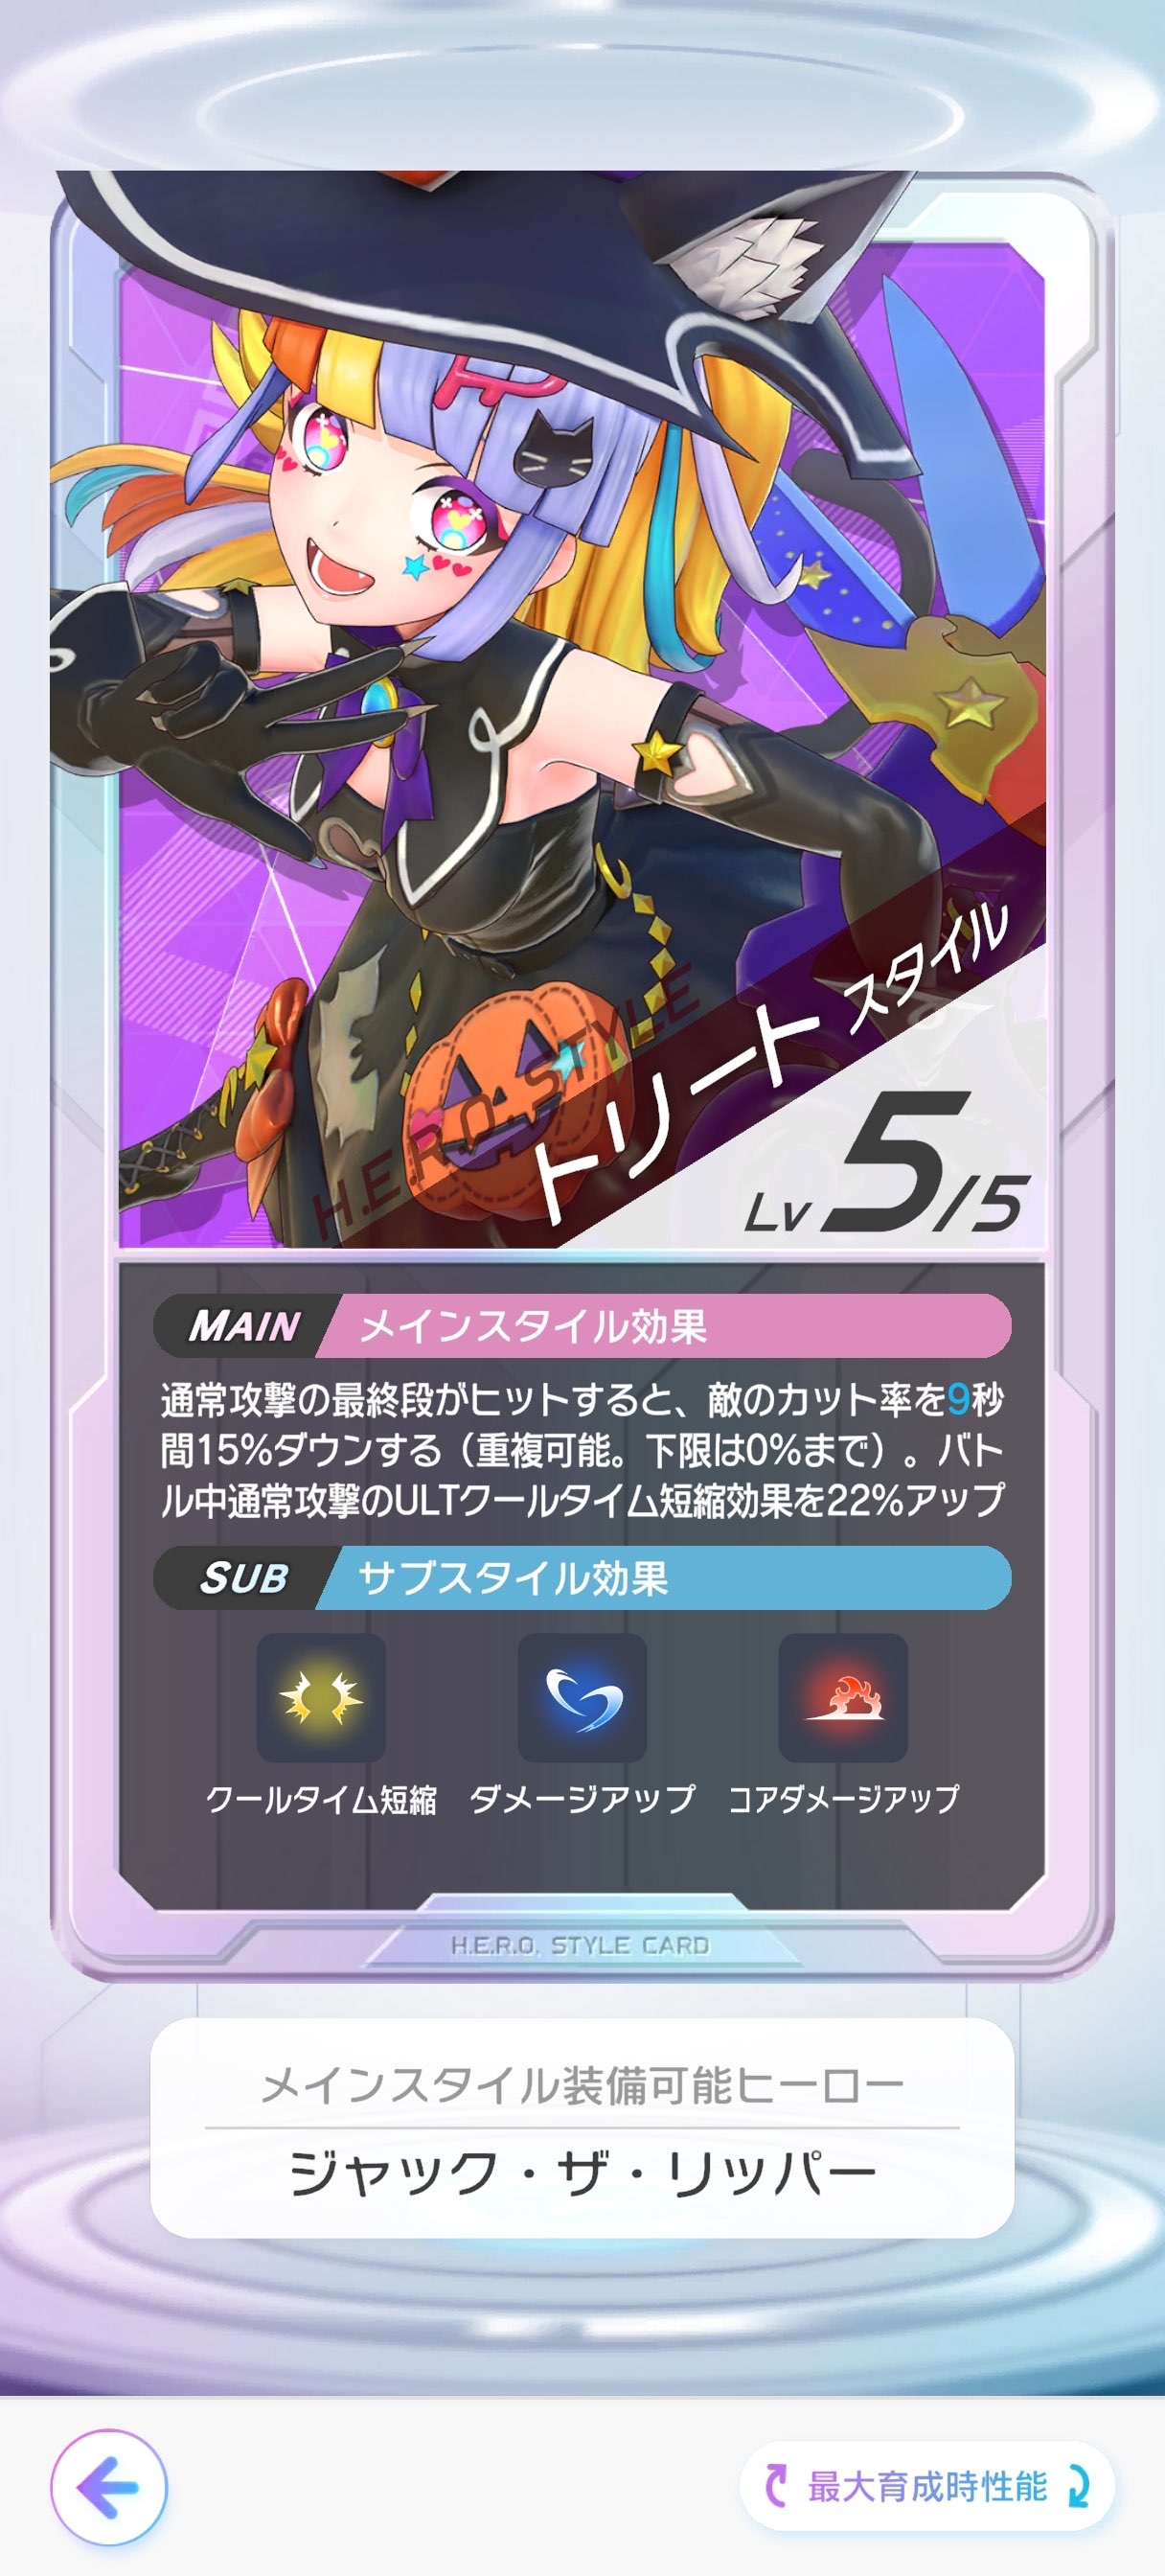 トリート スタイル
H.E.R.O. STYLE
Lv 5/5
MAIN メインスタイル効果
通常攻撃の最終段がヒットすると、敵のカット率を9秒
間15%ダウンする（重複可能。下限は0%まで）。バト
ル中通常攻撃のULTクールタイム短縮効果を22%アップ
SUB サブスタイル効果
クールタイム短縮 ダメージアップ コアダメージアップ
H.E.R.O. STYLE CARD
メインスタイル装備可能ヒーロー
ジャック・ザ・リッパー
最大育成時性能